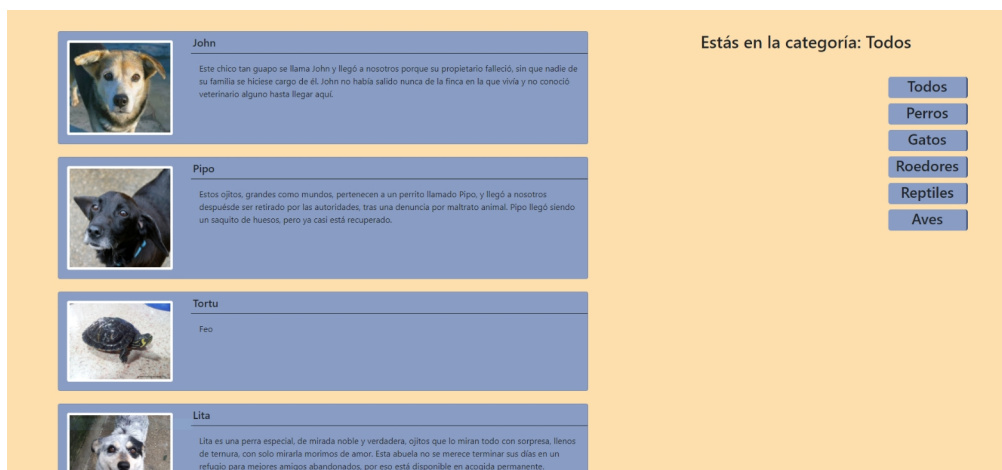 John
Este chico tan guapo se llama John y llegó a nosotros porque su propietario falleció, sin que nadie de
su familia se hiciese cargo de él. John no había salido nunca de la finca en la que vivía y no conoció
veterinario alguno hasta llegar aquí.
Pipo
Estos ojitos, grandes como mundos, pertenecen a un perrito llamado Pipo, y llegó a nosotros
despuésde ser retirado por las autoridades, tras una denuncia por maltrato animal. Pipo llegó siendo
un saquito de huesos, pero ya casi está recuperado.
Tortu
Feo
Lita
Lita es una perra especial, de mirada noble y verdadera, ojitos que lo miran todo con sorpresa, llenos
de ternura, con solo mirarla morimos de amor. Esta abuela no se merece terminar sus días en un
refugio para mejores amigos abandonados, por eso está disponible en acogida permanente.
Estás en la categoría: Todos
Todos
Perros
Gatos
Roedores
Reptiles
Aves